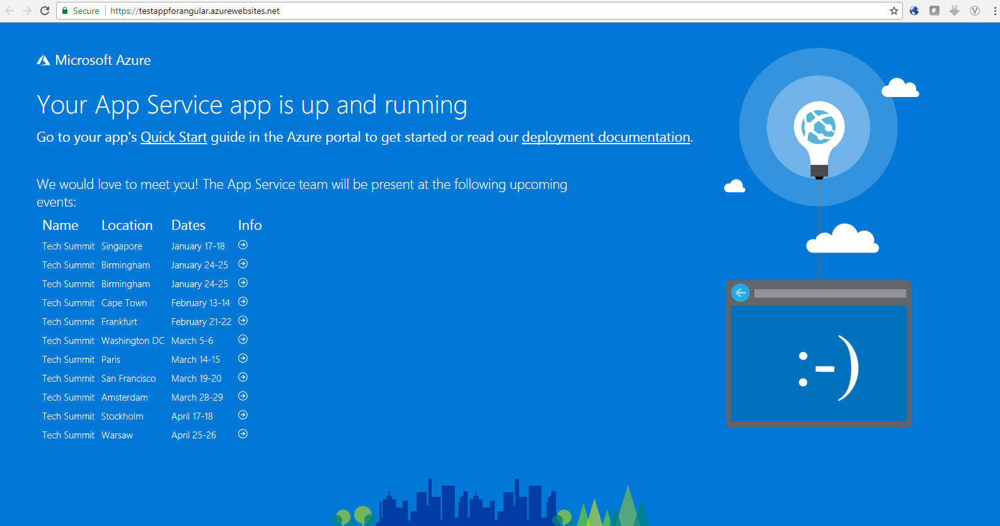 Secure | https://testappforangular.azurewebsites.net
Microsoft Azure
Your App Service app is up and running
Go to your app's Quick Start guide in the Azure portal to get started or read our deployment documentation.
We would love to meet you! The App Service team will be present at the following upcoming
events:
Name Location Dates Info
Tech Summit Singapore January 17-18
Tech Summit Birmingham January 24-25
Tech Summit Birmingham January 24-25
Tech Summit Cape Town February 13-14
Tech Summit Frankfurt February 21-22
Tech Summit Washington DC March 5-6
Tech Summit Paris March 14-15
Tech Summit San Francisco March 19-20
Tech Summit Amsterdam March 28-29
Tech Summit Stockholm April 17-18
Tech Summit Warsaw April 25-26
:-)